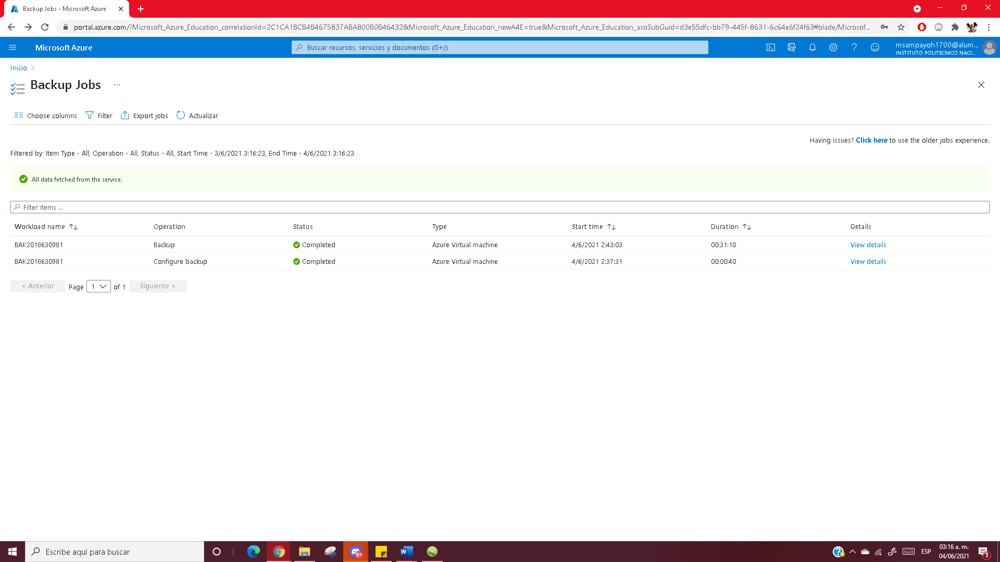 Backup Jobs - Microsoft Azure
portal.azure.com/?Microsoft_Azure_Education_correlationId=2C1CA1BCB4B4675837ABA800B0B46432&Microsoft_Azure_Education_newA4E=true&Microsoft_Azure_Education_asoSubGuid=d3e55dfc-bb79-445f-8631-6c64e6f24f63#blade/Microsof...
Microsoft Azure
Buscar recursos, servicios y documentos (G+/)
msampayoh1700@alum...
INSTITUTO POLITECNICO NACI...
Inicio
Backup Jobs
Choose columns Filter Export jobs Actualizar
Having issues? Click here to use the older jobs experience.
Filtered by: Item Type - All, Operation - All, Status - All, Start Time - 3/6/2021 3:16:23, End Time - 4/6/2021 3:16:23
All data fetched from the service.
Filter items ...
Workload name Operation Status Type Start time Duration Details
BAK2018630981 Backup Completed Azure Virtual machine 4/6/2021 2:43:03 00:31:10 View details
BAK2018630981 Configure backup Completed Azure Virtual machine 4/6/2021 2:37:31 00:00:40 View details
< Anterior Page 1 of 1 Siguiente >
Escribe aquí para buscar
9+
ESP
03:16 a. m.
04/06/2021
3